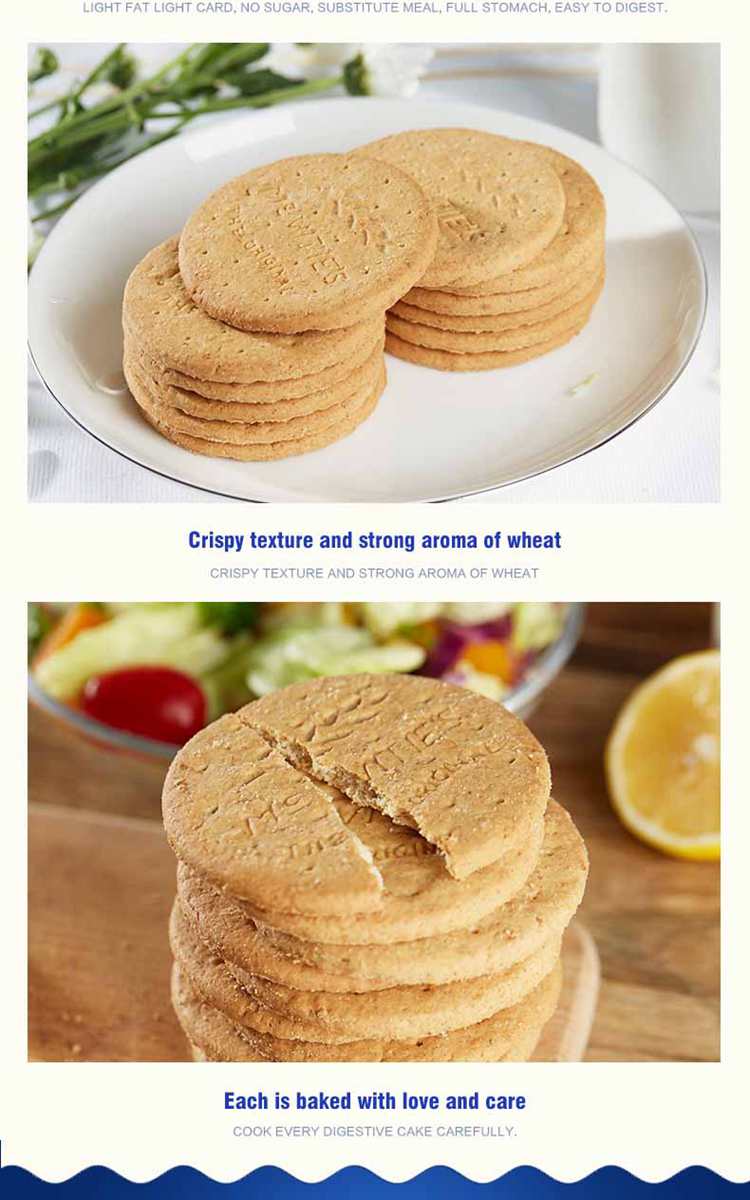 LIGHT FAT LIGHT CARD, NO SUGAR, SUBSTITUTE MEAL, FULL STOMACH, EASY TO DIGEST.
THE ORIGINAL
Crispy texture and strong aroma of wheat
CRISPY TEXTURE AND STRONG AROMA OF WHEAT
Each is baked with love and care
COOK EVERY DIGESTIVE CAKE CAREFULLY.